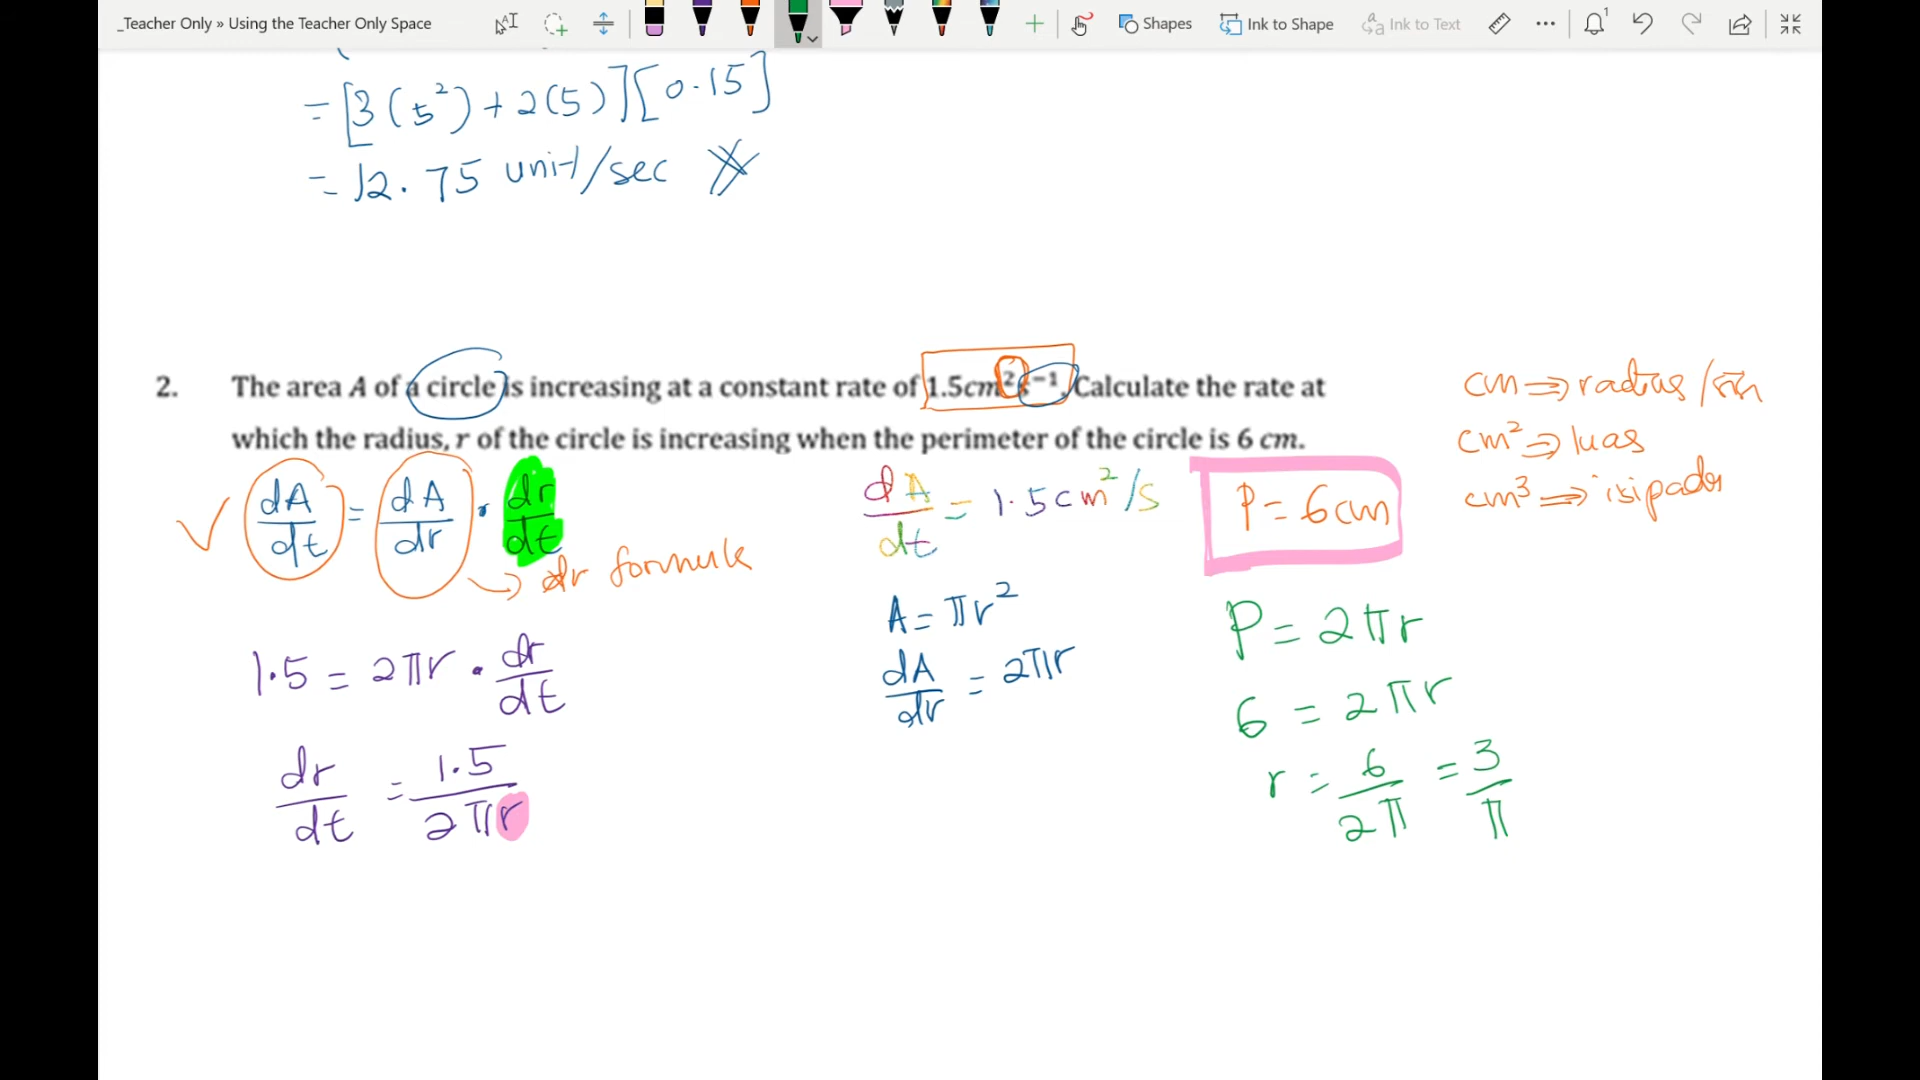 _Teacher Only » Using the Teacher Only Space
Shapes
Ink to Shape
Ink to Text
1
= [3(5²) + 2(5)][0.15]
= 12.75 unit/sec
2. The area A of a circle is increasing at a constant rate of 1.5cm²s⁻¹. Calculate the rate at
which the radius, r of the circle is increasing when the perimeter of the circle is 6 cm.
cm ⇒ radius /
cm² ⇒ luas
cm³ ⇒ isipadu
dA/dt = dA/dr · dr/dt
→ dr formula
1.5 = 2πr · dr/dt
dr/dt = 1.5/2πr
dA/dt = 1.5cm²/s
A = πr²
dA/dr = 2πr
P = 6cm
P = 2πr
6 = 2πr
r = 6/2π = 3/π